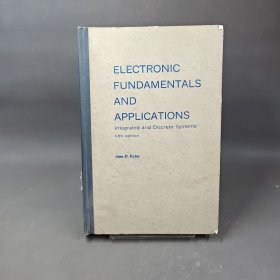 ELECTRONIC
FUNDAMENTALS
AND
APPLICATIONS
Integrated and Discrete Systems
fifth edition
John D. Ryder